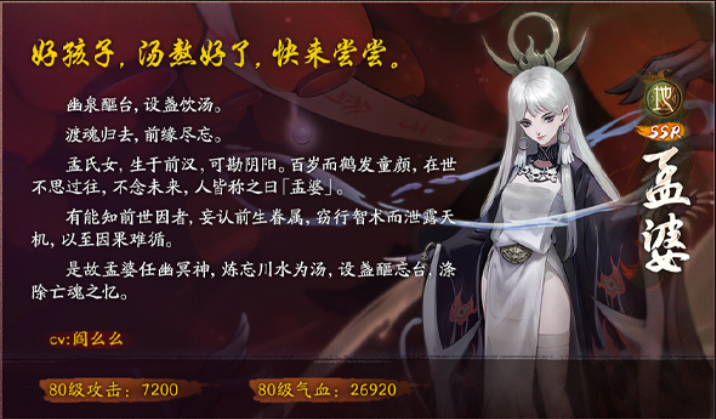 好孩子,汤熬好了,快来尝尝。
幽泉醧台,设盏饮汤。
渡魂归去,前缘尽忘。
孟氏女,生于前汉,可勘阴阳。百岁而鹤发童颜,在世
不思过往,不念未来,人皆称之曰「孟婆」。
有能知前世因者,妄认前生眷属,窃行智术而泄露天
机,以至因果难循。
是故孟婆任幽冥神,炼忘川水为汤,设盏醧忘台,涤
除亡魂之忆。
cv:阎么么
80级攻击:7200
80级气血:26920
地
SSR
孟婆